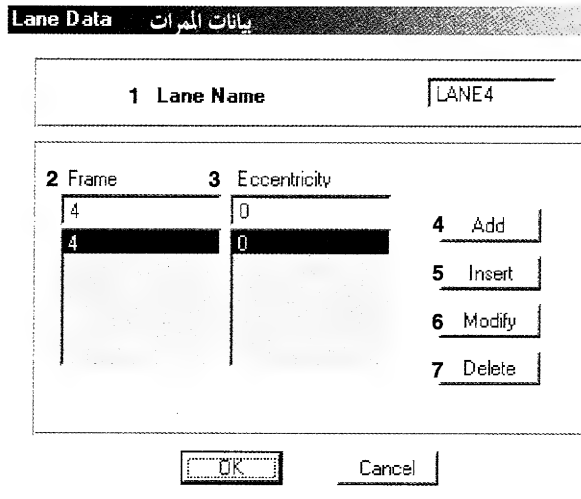 Lane Data بيانات الممرات
1 Lane Name LANE4
2 Frame 3 Eccentricity
4 0
4 0
4 Add
5 Insert
6 Modify
7 Delete
OK Cancel